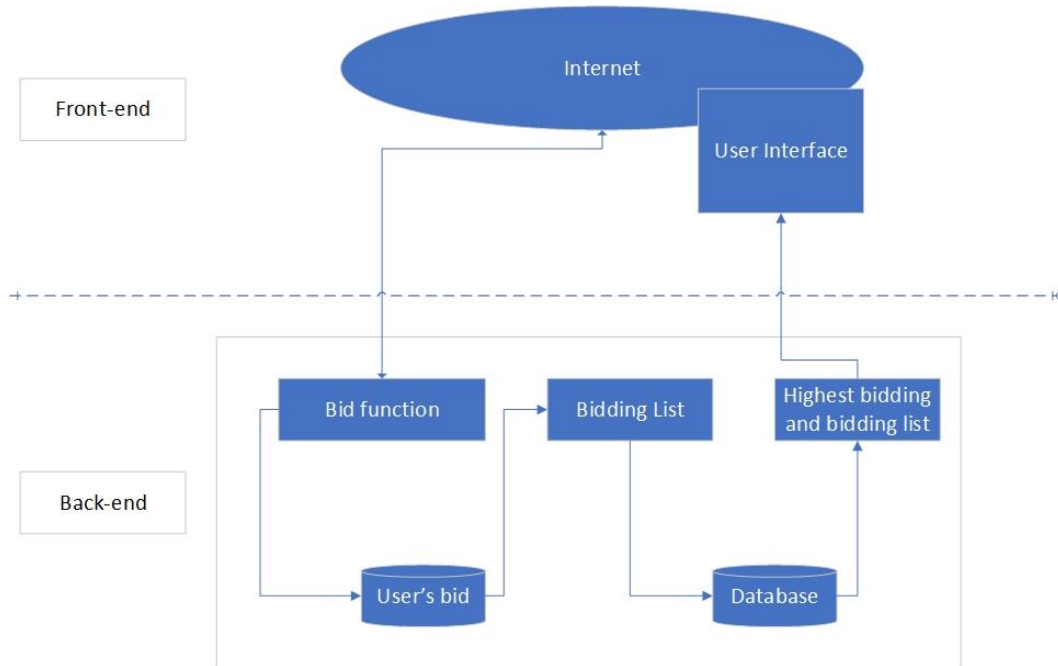 Internet
Front-end
User Interface
Bid function
Bidding List
Highest bidding
and bidding list
Back-end
User’s bid
Database